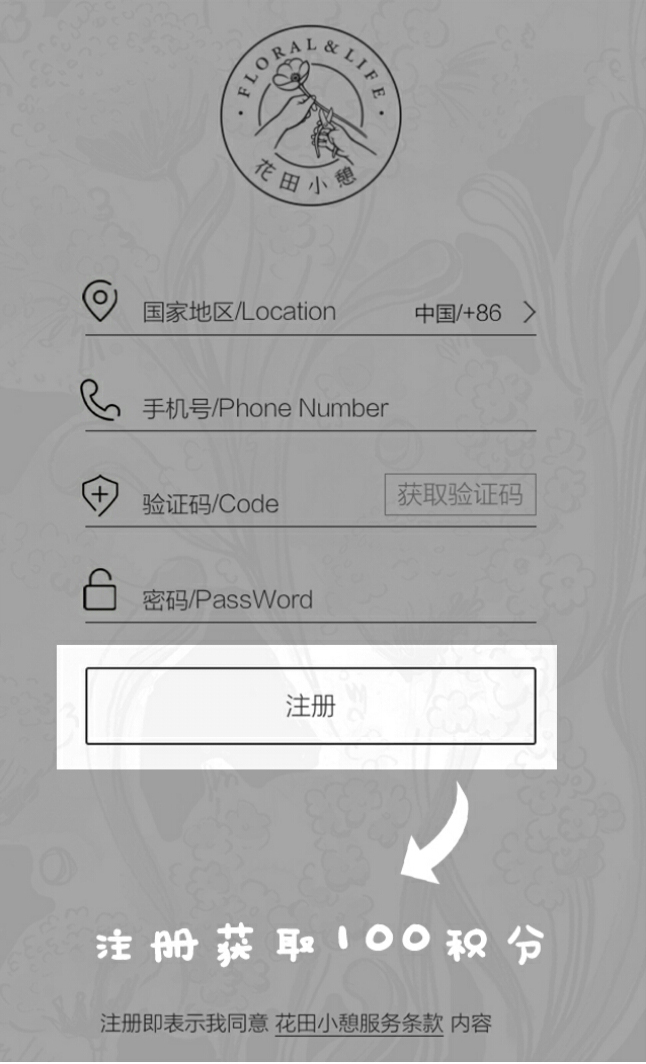 FLORAL & LIFE
花田小憩
国家地区/Location 中国/+86
手机号/Phone Number
验证码/Code 获取验证码
密码/PassWord
注册
注册获取100积分
注册即表示我同意 花田小憩服务条款 内容